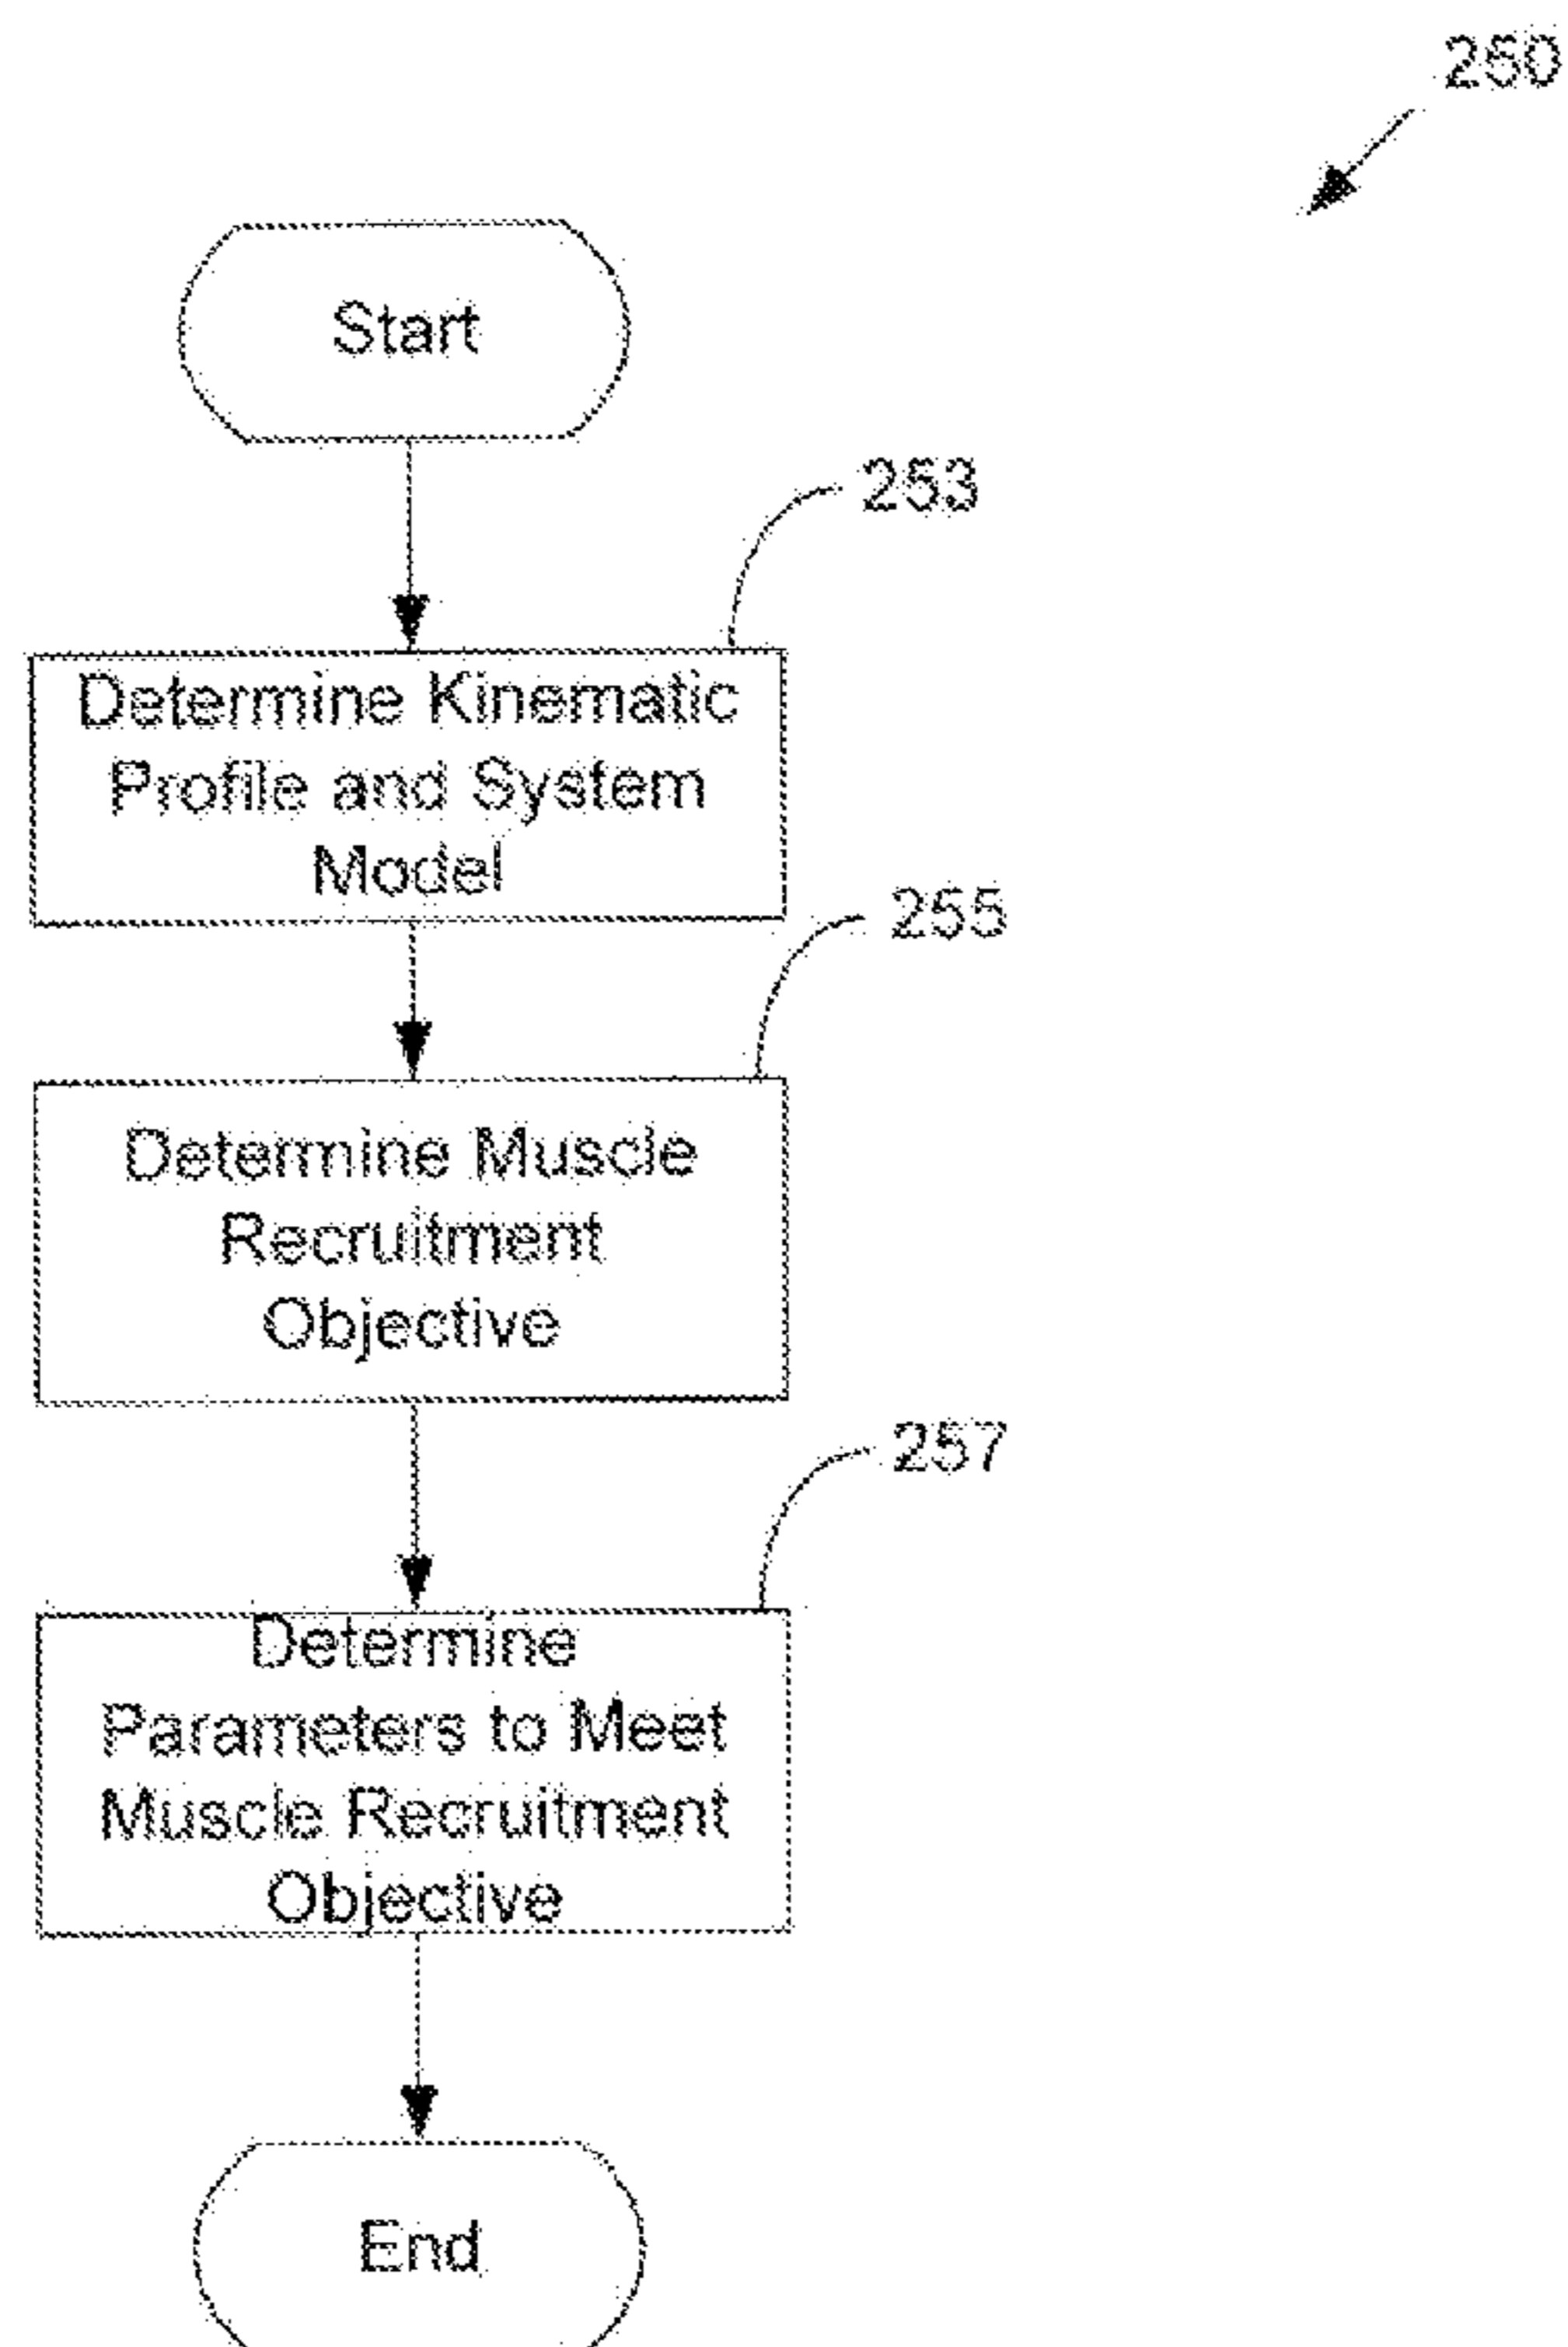 250
Start
253
Determine Kinematic
Profile and System
Model
255
Determine Muscle
Recruitment
Objective
257
Determine
Parameters to Meet
Muscle Recruitment
Objective
End